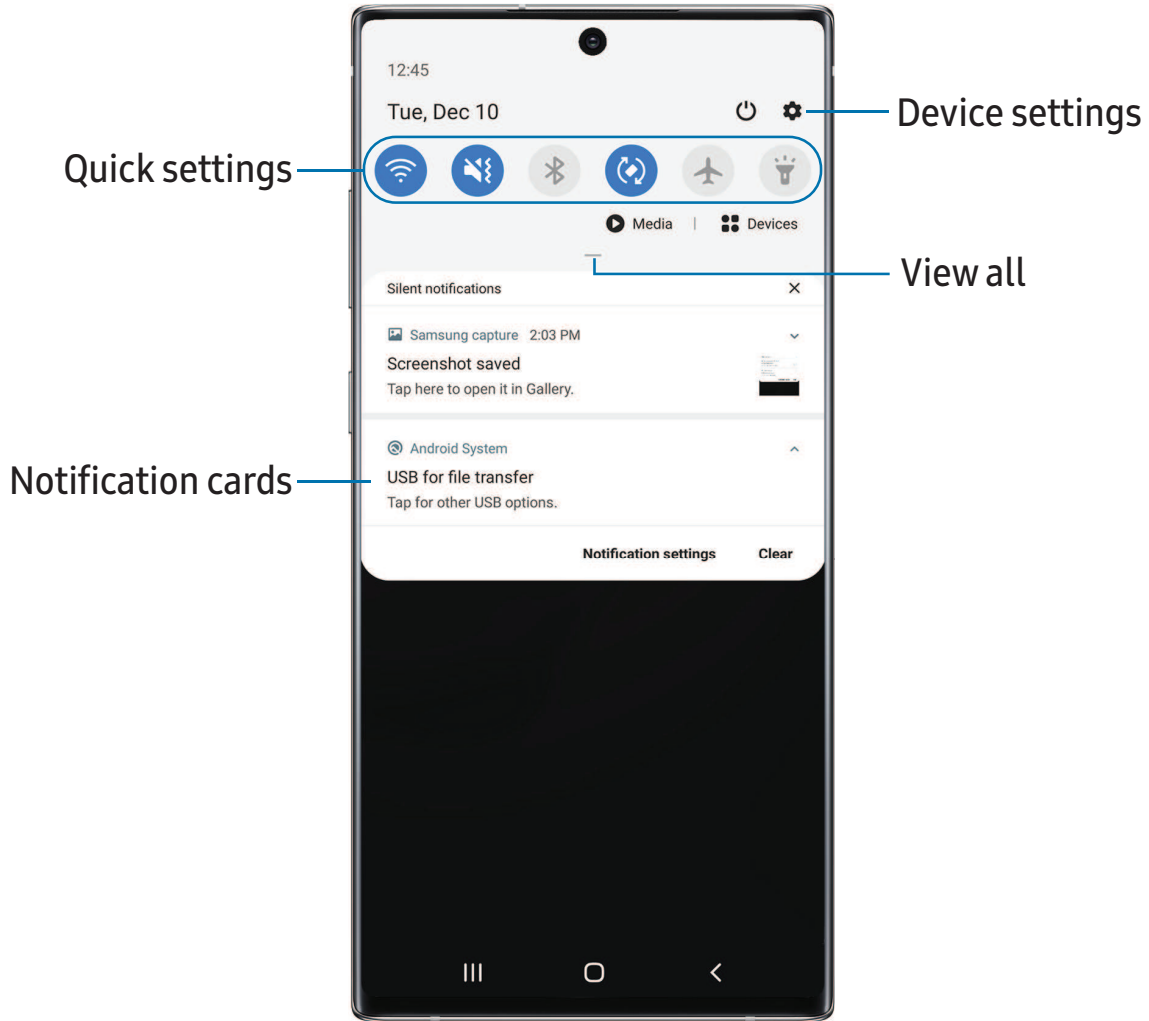 12:45
Tue, Dec 10
Device settings
Quick settings
Media | Devices
View all
Silent notifications
Samsung capture 2:03 PM
Screenshot saved
Tap here to open it in Gallery.
Android System
Notification cards
USB for file transfer
Tap for other USB options.
Notification settings Clear